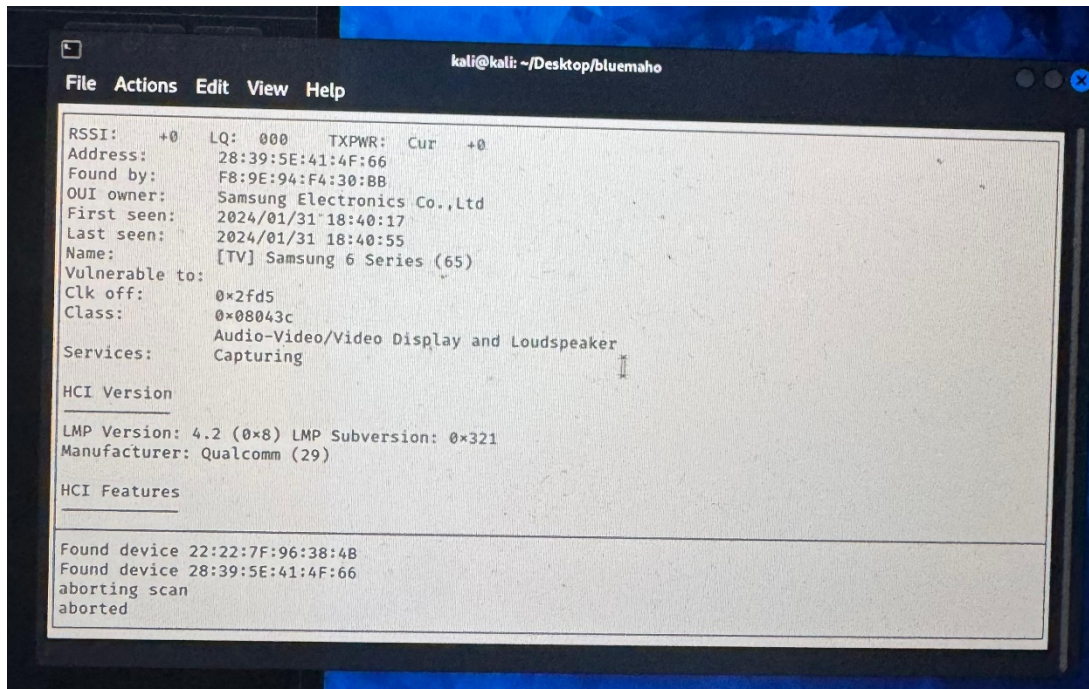 kali@kali: ~/Desktop/bluemaho
File Actions Edit View Help
RSSI: +0 LQ: 000 TXPWR: Cur +0
Address: 28:39:5E:41:4F:66
Found by: F8:9E:94:F4:30:BB
OUI owner: Samsung Electronics Co.,Ltd
First seen: 2024/01/31 18:40:17
Last seen: 2024/01/31 18:40:55
Name: [TV] Samsung 6 Series (65)
Vulnerable to:
Clk off: 0×2fd5
Class: 0×08043c
Audio-Video/Video Display and Loudspeaker
Services: Capturing
HCI Version
LMP Version: 4.2 (0×8) LMP Subversion: 0×321
Manufacturer: Qualcomm (29)
HCI Features
Found device 22:22:7F:96:38:4B
Found device 28:39:5E:41:4F:66
aborting scan
aborted